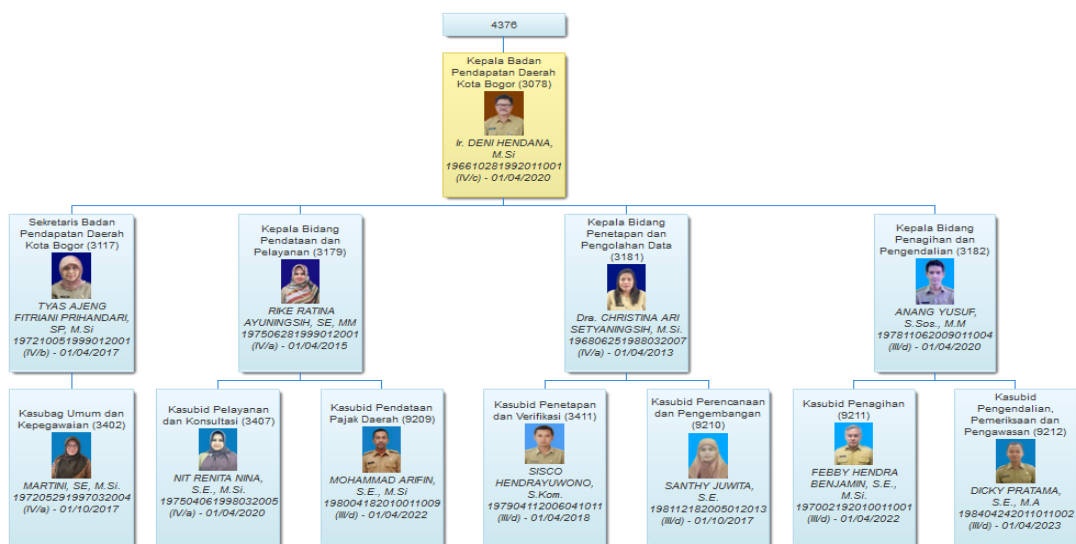 4376
Kepala Badan
Pendapatan Daerah
Kota Bogor (3078)
Ir. DENI HENDANA,
M.Si
196610281992011001
(IV/c) - 01/04/2020
Sekretaris Badan
Pendapatan Daerah
Kota Bogor (3117)
TYAS AJENG
FITRIANI PRIHANDARI,
SP, M.Si
197210051999012001
(IV/b) - 01/04/2017
Kepala Bidang
Pendataan dan
Pelayanan (3179)
RIKE RATINA
AYUNINGSIH, SE, MM
197506281999012001
(IV/a) - 01/04/2015
Kepala Bidang
Penetapan dan
Pengolahan Data
(3181)
Dra. CHRISTINA ARI
SETYANINGSIH, M.Si.
196806251988032007
(IV/a) - 01/04/2013
Kepala Bidang
Penagihan dan
Pengendalian (3182)
ANANG YUSUF,
S.Sos., M.M
197811062009011004
(III/d) - 01/04/2020
Kasubag Umum dan
Kepegawaian (3402)
MARTINI, SE, M.Si.
197205291997032004
(IV/a) - 01/10/2017
Kasubid Pelayanan
dan Konsultasi (3407)
NIT RENITA NINA,
S.E., M.Si.
197504061998032005
(IV/a) - 01/04/2020
Kasubid Pendataan
Pajak Daerah (9209)
MOHAMMAD ARIFIN,
S.E., M.Si
198004182010011009
(III/d) - 01/04/2022
Kasubid Penetapan
dan Verifikasi (3411)
SISCO
HENDRAYUWONO,
S.Kom.
197904112006041011
(III/d) - 01/04/2018
Kasubid Perencanaan
dan Pengembangan
(9210)
SANTHY JUWITA,
S.E.
198112182005012013
(III/d) - 01/10/2017
Kasubid Penagihan
(9211)
FEBBY HENDRA
BENJAMIN, S.E.,
M.Si.
197002192010011001
(III/d) - 01/04/2022
Kasubid
Pengendalian,
Pemeriksaan dan
Pengawasan (9212)
DICKY PRATAMA,
S.E., M.A
198404242011011002
(III/d) - 01/04/2023